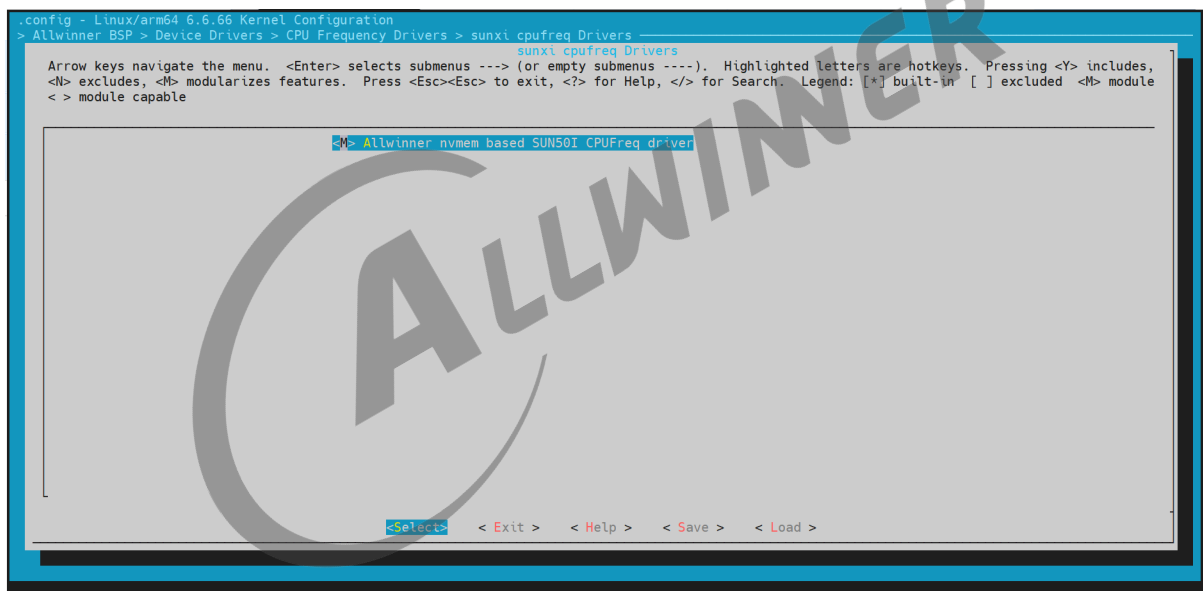 .config - Linux/arm64 6.6.66 Kernel Configuration
> Allwinner BSP > Device Drivers > CPU Frequency Drivers > sunxi cpufreq Drivers
sunxi cpufreq Drivers
Arrow keys navigate the menu.  <Enter> selects submenus ---> (or empty submenus ----).  Highlighted letters are hotkeys.  Pressing <Y> includes,
<N> excludes, <M> modularizes features.  Press <Esc><Esc> to exit, <?> for Help, </> for Search.  Legend: [*] built-in  [ ] excluded  <M> module
< > module capable
<M> Allwinner nvmem based SUN50I CPUFreq driver
<Select>    < Exit >    < Help >    < Save >    < Load >
ALLWINNER